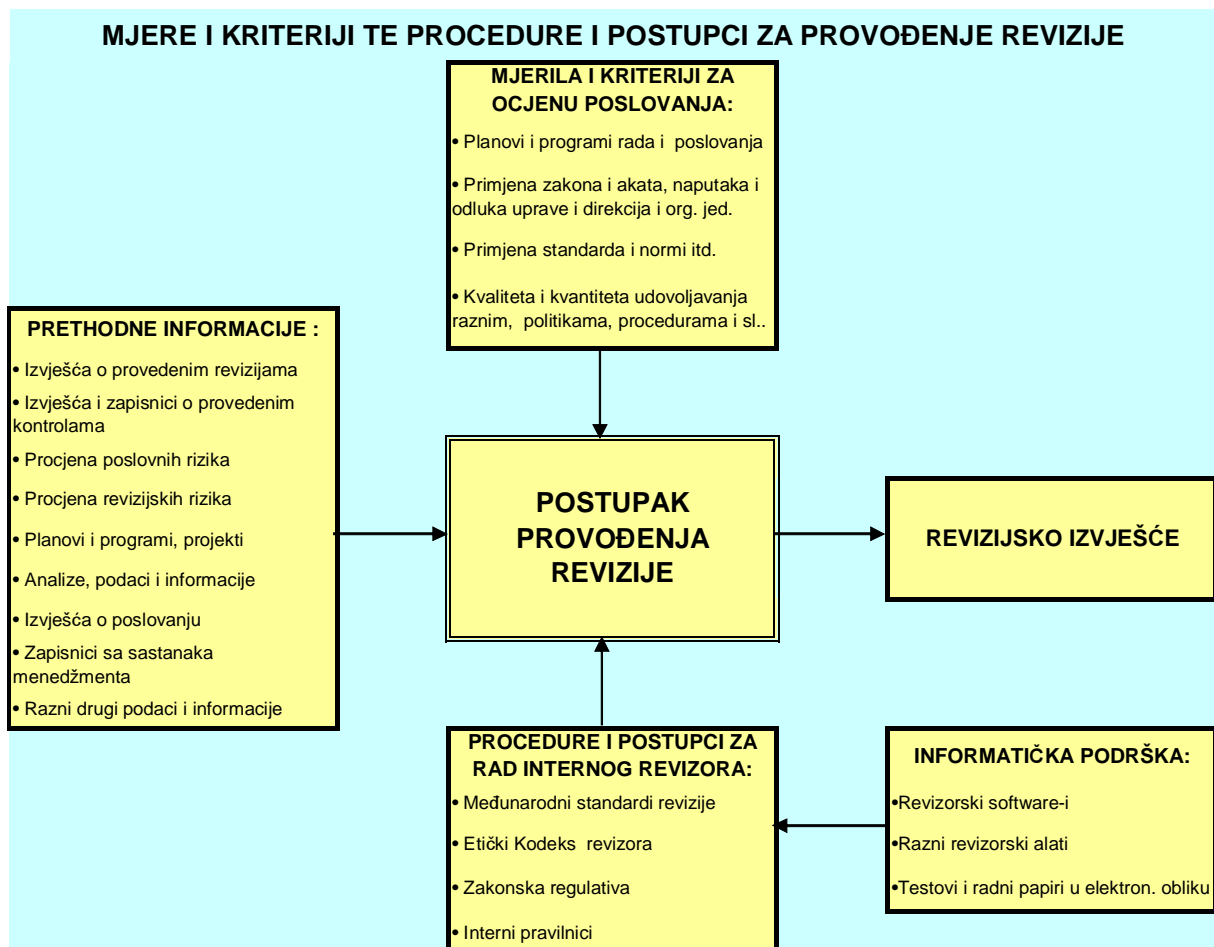 MJERE I KRITERIJI TE PROCEDURE I POSTUPCI ZA PROVOĐENJE REVIZIJE
MJERILA I KRITERIJI ZA
OCJENU POSLOVANJA:
• Planovi i programi rada i poslovanja
• Primjena zakona i akata, naputaka i
odluka uprave i direkcija i org. jed.
• Primjena standarda i normi itd.
• Kvaliteta i kvantiteta udovoljavanja
raznim, politikama, procedurama i sl..
PRETHODNE INFORMACIJE :
• Izvješća o provedenim revizijama
• Izvješća i zapisnici o provedenim
kontrolama
• Procjena poslovnih rizika
• Procjena revizijskih rizika
• Planovi i programi, projekti
• Analize, podaci i informacije
• Izvješća o poslovanju
• Zapisnici sa sastanaka
menedžmenta
• Razni drugi podaci i informacije
POSTUPAK
PROVOĐENJA
REVIZIJE
REVIZIJSKO IZVJEŠĆE
PROCEDURE I POSTUPCI ZA
RAD INTERNOG REVIZORA:
• Međunarodni standardi revizije
• Etički Kodeks revizora
• Zakonska regulativa
• Interni pravilnici
INFORMATIČKA PODRŠKA:
•Revizorski software-i
•Razni revizorski alati
•Testovi i radni papiri u elektron. obliku